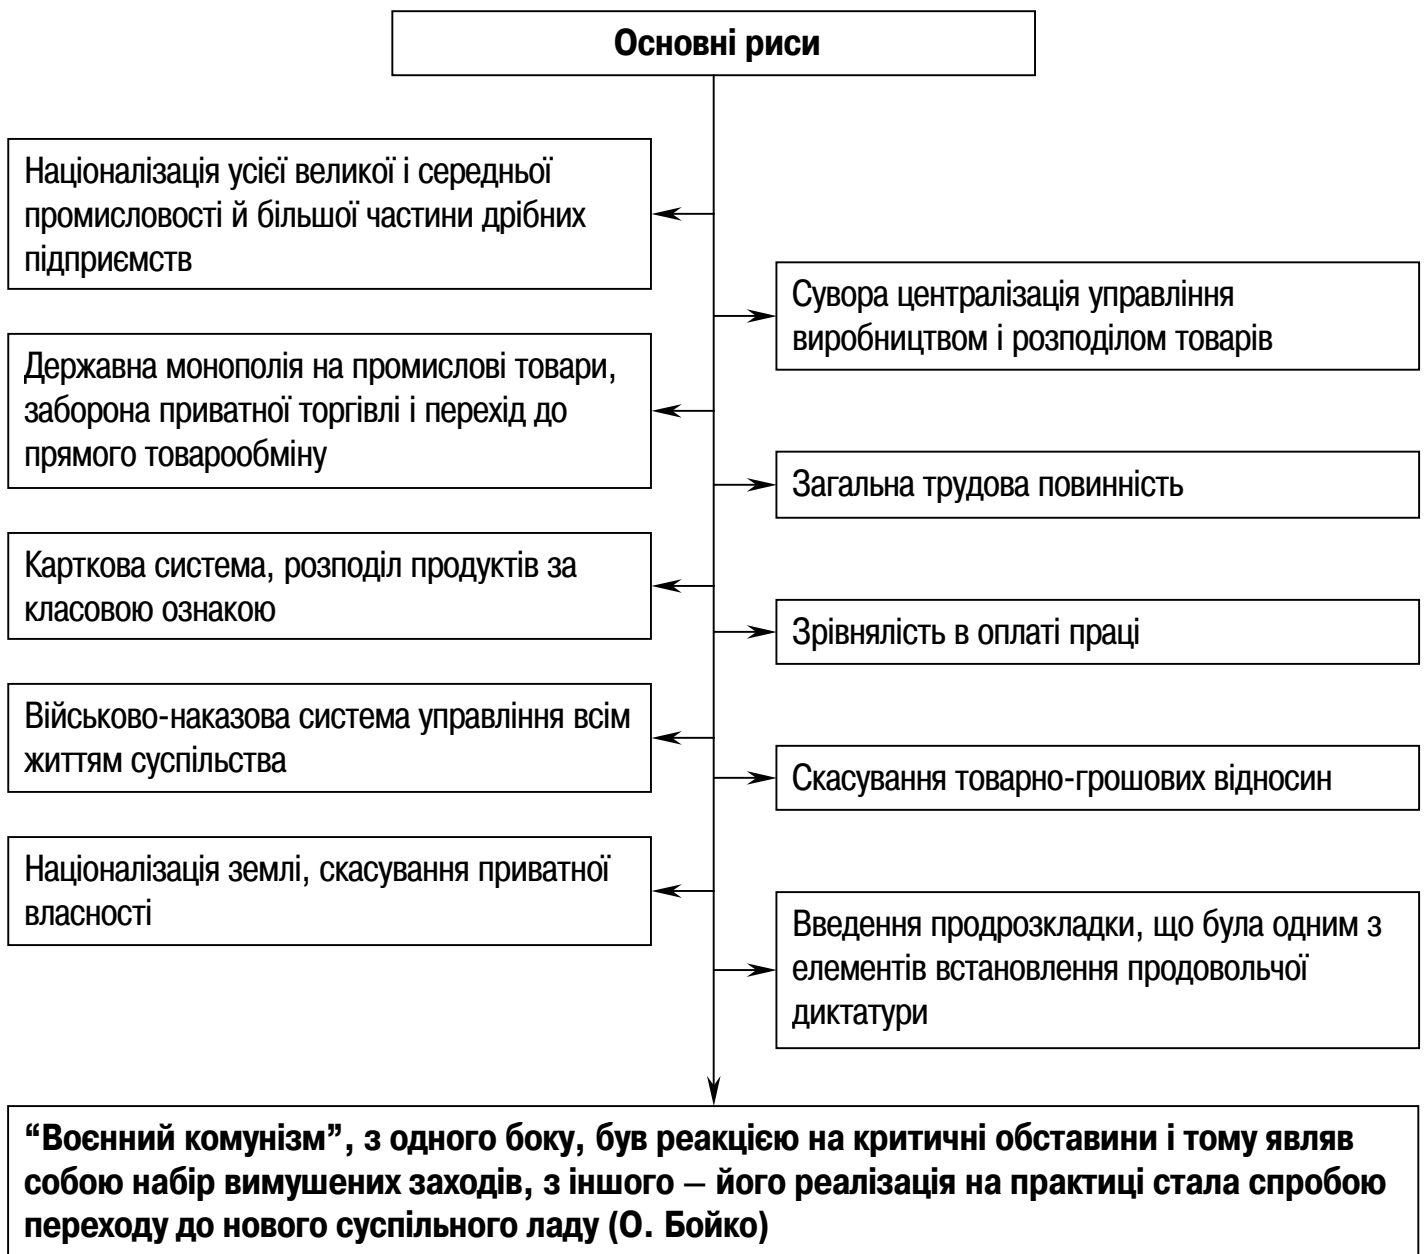 Основні риси
Націоналізація усієї великої і середньої
промисловості й більшої частини дрібних
підприємств
Сувора централізація управління
виробництвом і розподілом товарів
Державна монополія на промислові товари,
заборона приватної торгівлі і перехід до
прямого товарообміну
Загальна трудова повинність
Карткова система, розподіл продуктів за
класовою ознакою
Зрівнялість в оплаті праці
Військово-наказова система управління всім
життям суспільства
Скасування товарно-грошових відносин
Націоналізація землі, скасування приватної
власності
Введення продрозкладки, що була одним з
елементів встановлення продовольчої
диктатури
“Воєнний комунізм”, з одного боку, був реакцією на критичні обставини і тому являв
собою набір вимушених заходів, з іншого – його реалізація на практиці стала спробою
переходу до нового суспільного ладу (О. Бойко)